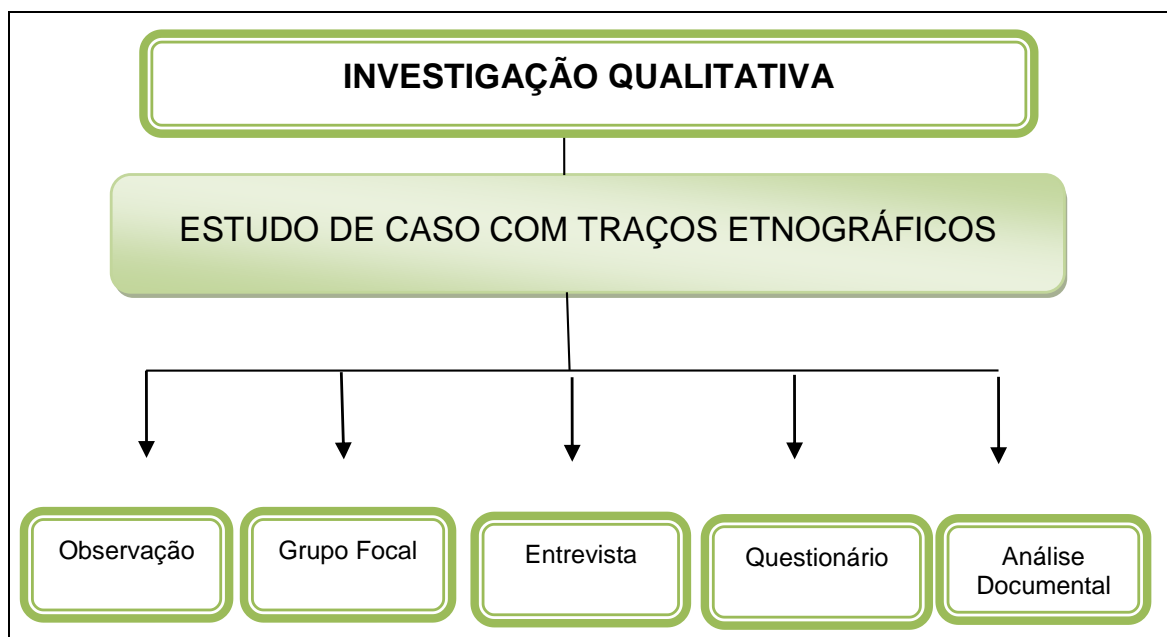 INVESTIGAÇÃO QUALITATIVA
ESTUDO DE CASO COM TRAÇOS ETNOGRÁFICOS
Observação
Grupo Focal
Entrevista
Questionário
Análise
Documental